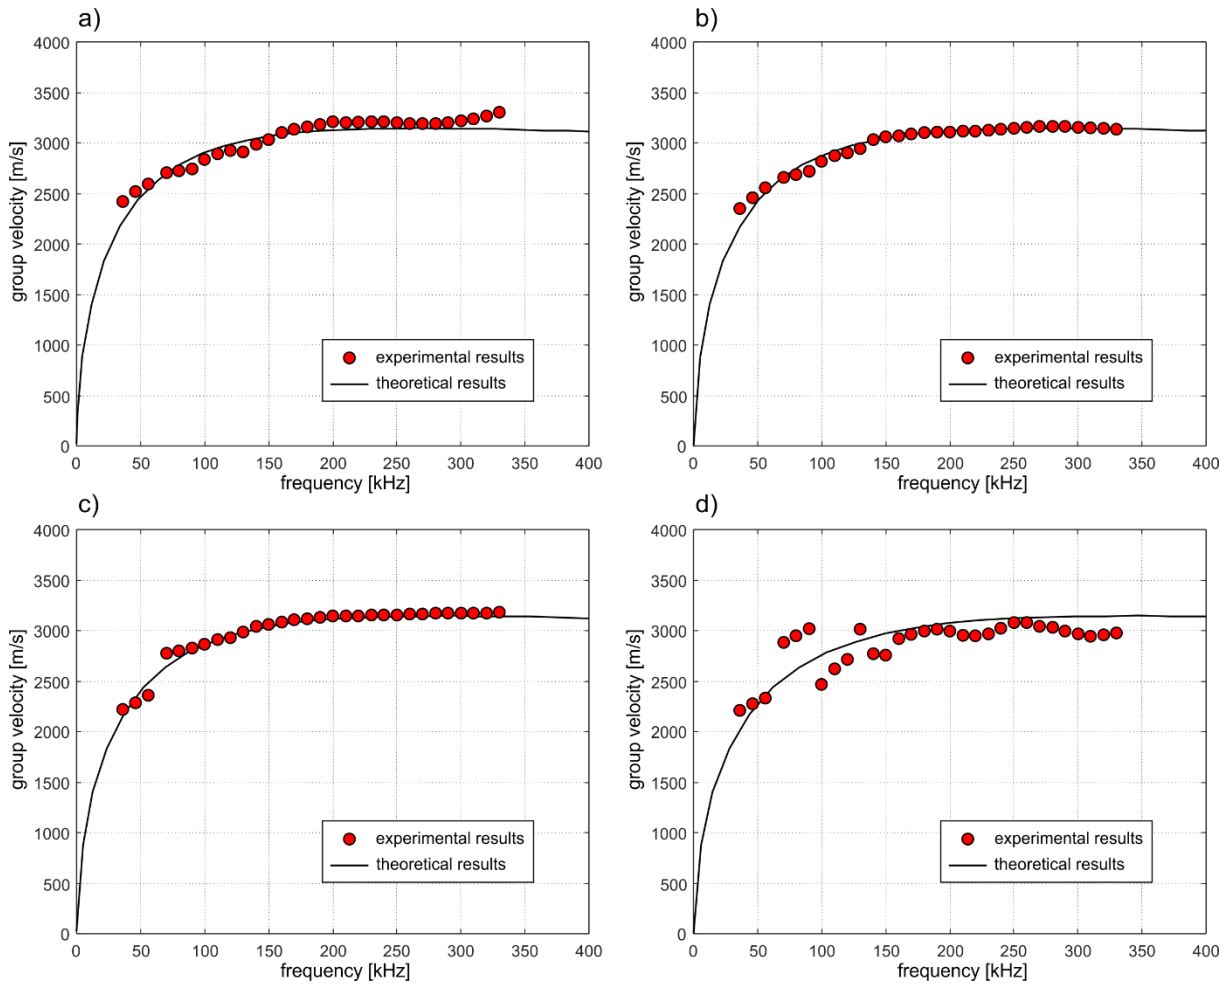 a)
4000
3500
3000
2500
2000
1500
1000
500
0
group velocity [m/s]
experimental results
theoretical results
0 50 100 150 200 250 300 350 400
frequency [kHz]
b)
4000
3500
3000
2500
2000
1500
1000
500
0
group velocity [m/s]
experimental results
theoretical results
0 50 100 150 200 250 300 350 400
frequency [kHz]
c)
4000
3500
3000
2500
2000
1500
1000
500
0
group velocity [m/s]
experimental results
theoretical results
0 50 100 150 200 250 300 350 400
frequency [kHz]
d)
4000
3500
3000
2500
2000
1500
1000
500
0
group velocity [m/s]
experimental results
theoretical results
0 50 100 150 200 250 300 350 400
frequency [kHz]